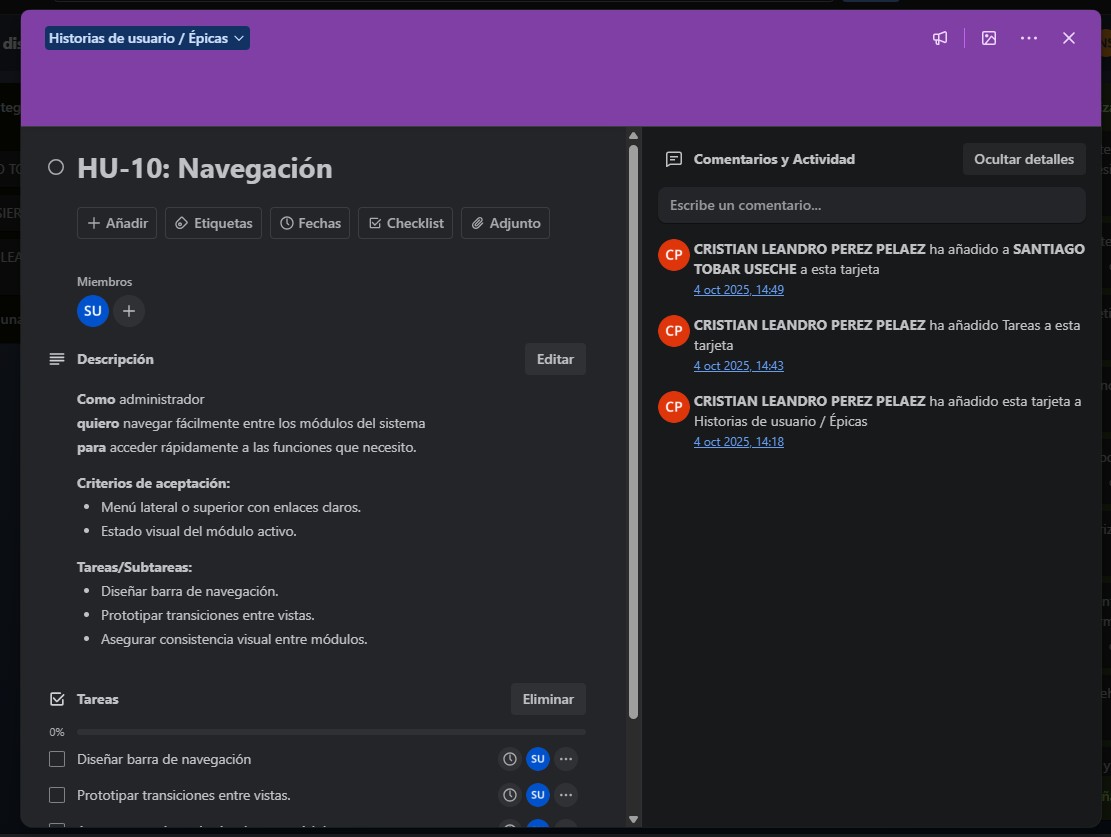 Historias de usuario / Épicas
HU-10: Navegación
Añadir
Etiquetas
Fechas
Checklist
Adjunto
Miembros
SU
Descripción
Editar
Como administrador
quiero navegar fácilmente entre los módulos del sistema
para acceder rápidamente a las funciones que necesito.
Criterios de aceptación:
Menú lateral o superior con enlaces claros.
Estado visual del módulo activo.
Tareas/Subtareas:
Diseñar barra de navegación.
Prototipar transiciones entre vistas.
Asegurar consistencia visual entre módulos.
Tareas
Eliminar
0%
Diseñar barra de navegación
SU
Prototipar transiciones entre vistas.
SU
Comentarios y Actividad
Ocultar detalles
Escribe un comentario...
CP
CRISTIAN LEANDRO PEREZ PELAEZ ha añadido a SANTIAGO
TOBAR USECHE a esta tarjeta
4 oct 2025, 14:49
CP
CRISTIAN LEANDRO PEREZ PELAEZ ha añadido Tareas a esta
tarjeta
4 oct 2025, 14:43
CP
CRISTIAN LEANDRO PEREZ PELAEZ ha añadido esta tarjeta a
Historias de usuario / Épicas
4 oct 2025, 14:18